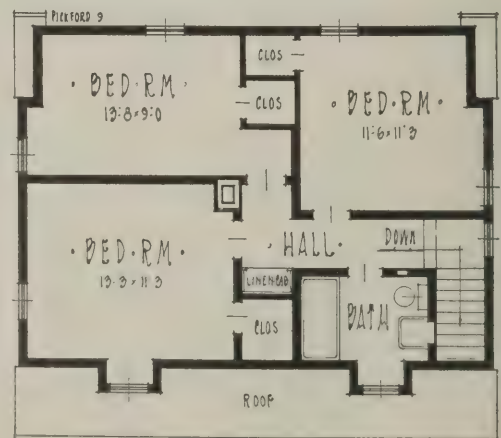 PICKFORD 9
CLOS
· BED·RM ·
13'-8×9'-0
CLOS
· BED·RM ·
11'-6×11'3
· BED·RM ·
13'-3×11'3
· HALL ·
DOWN
LINEN CAB
CLOS
BATH
ROOF